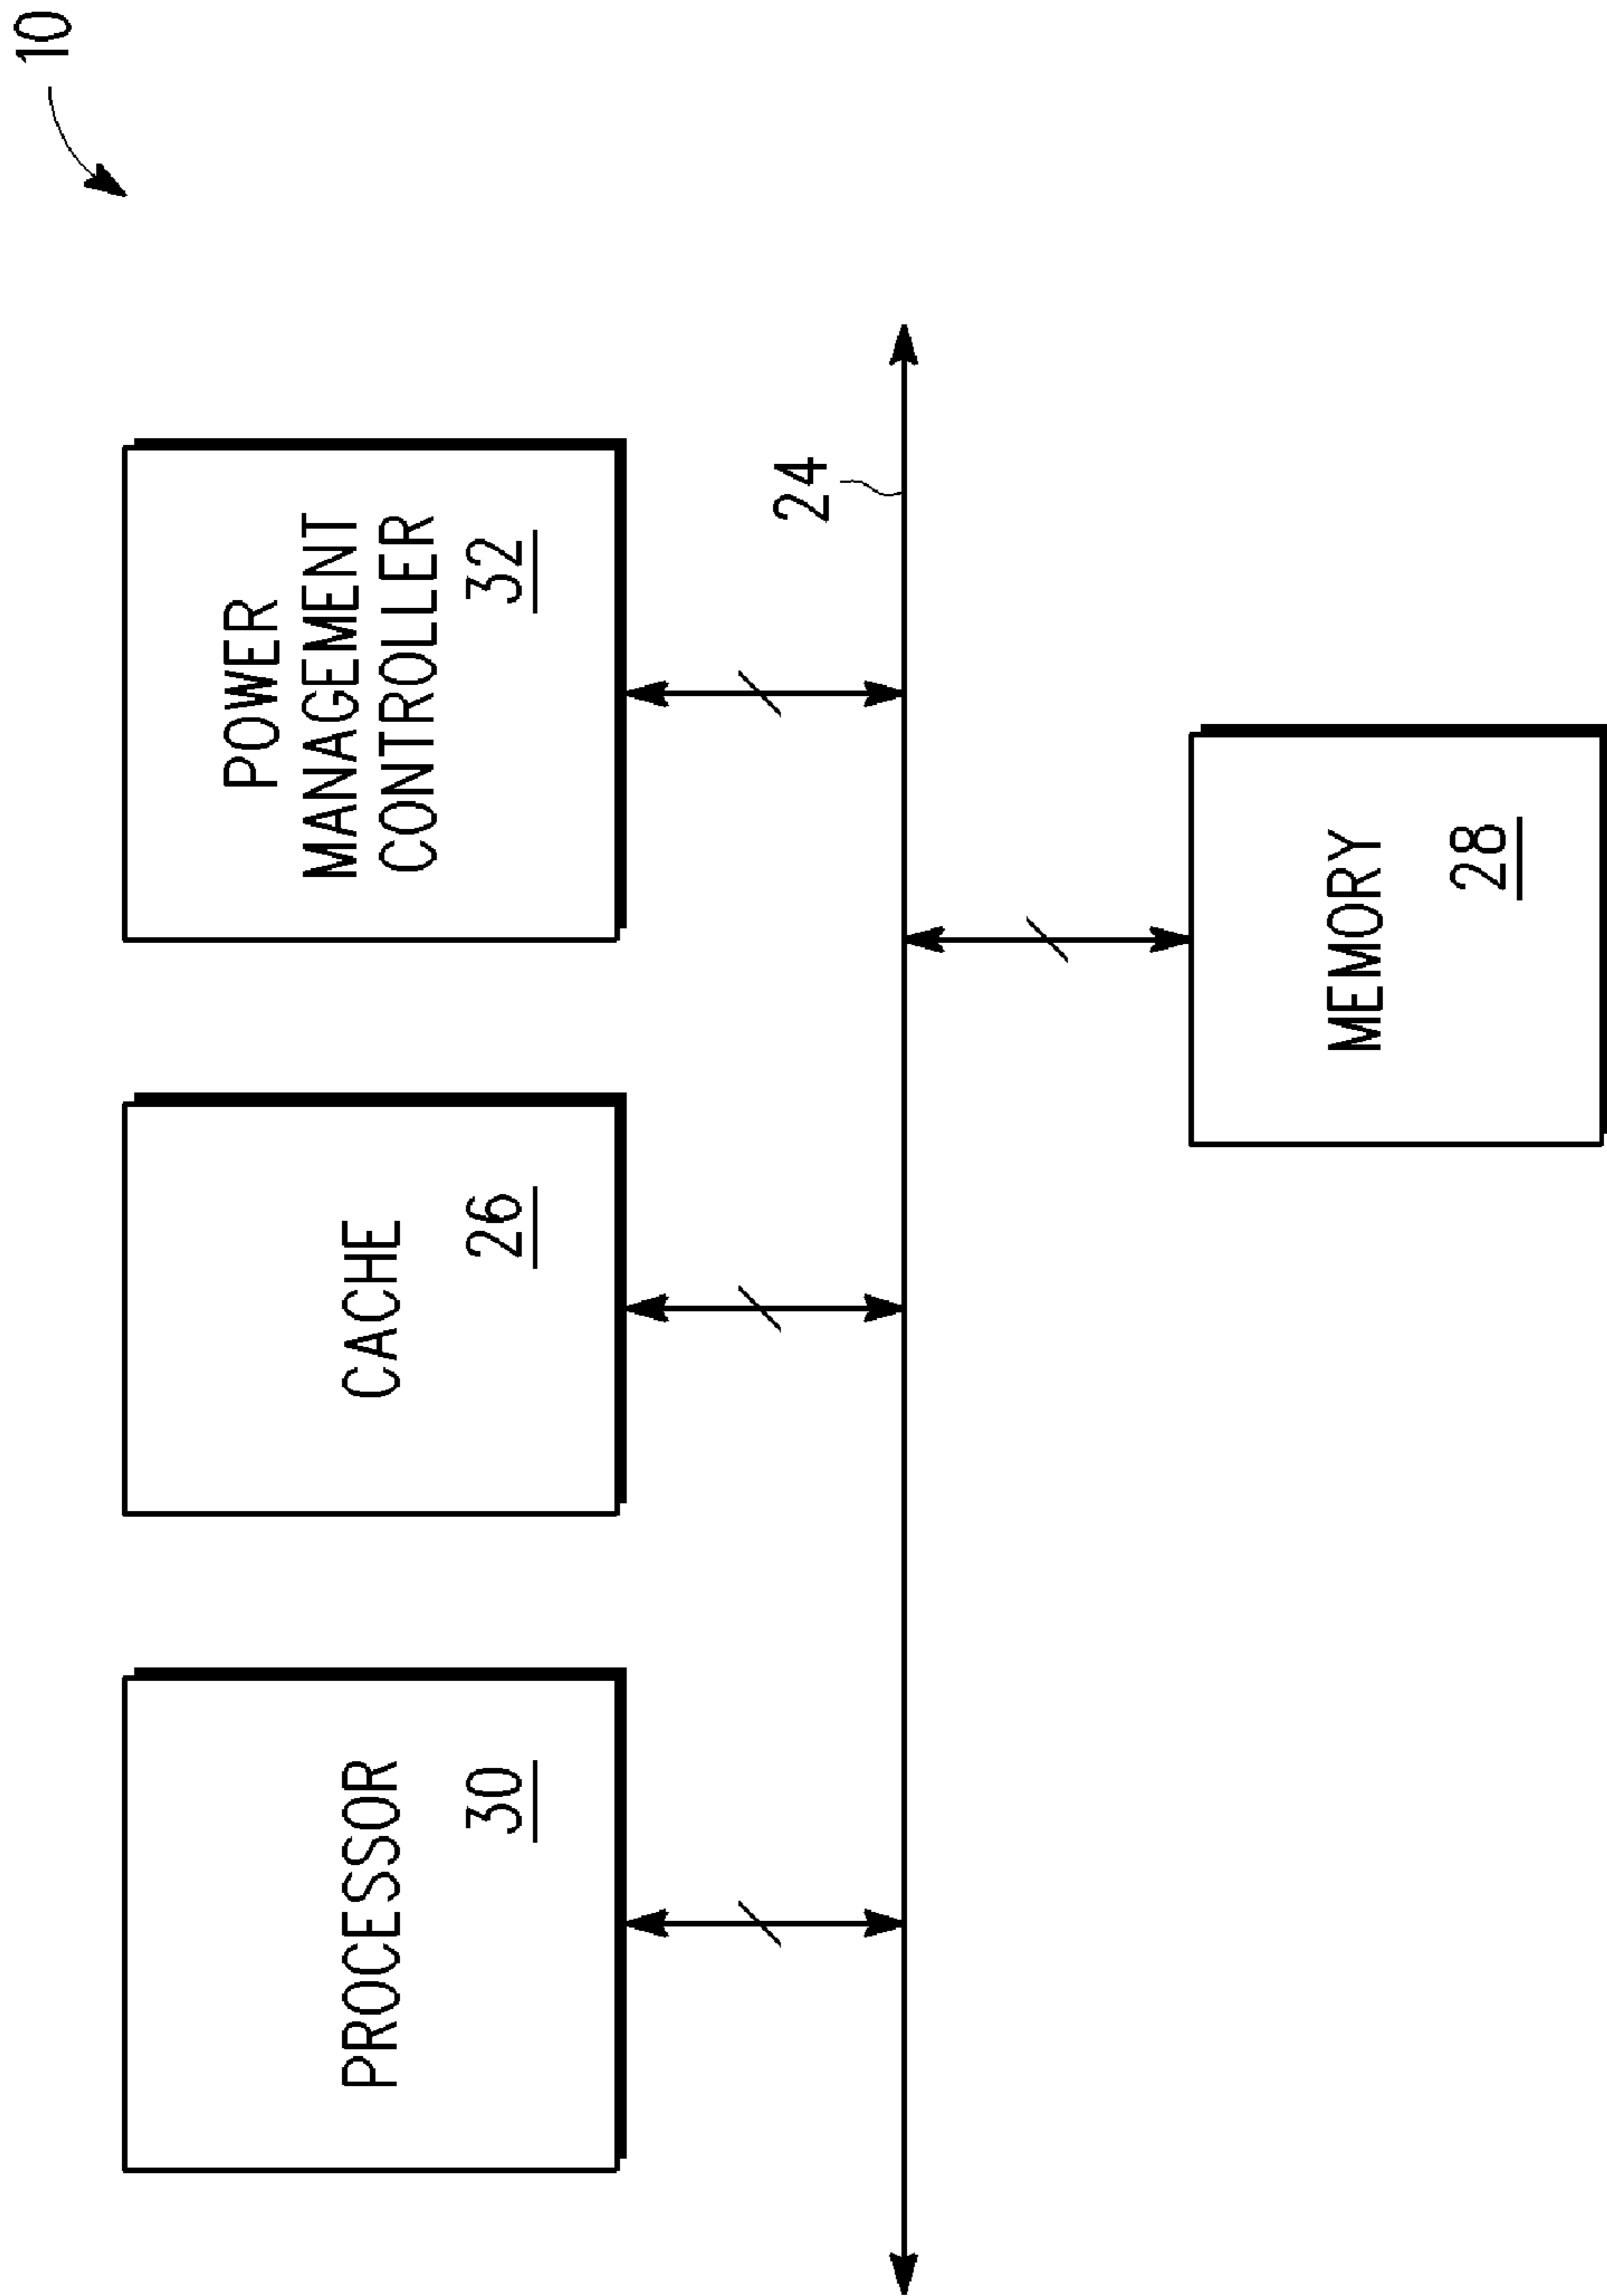 10
PROCESSOR
30
CACHE
26
POWER
MANAGEMENT
CONTROLLER
32
24
MEMORY
28